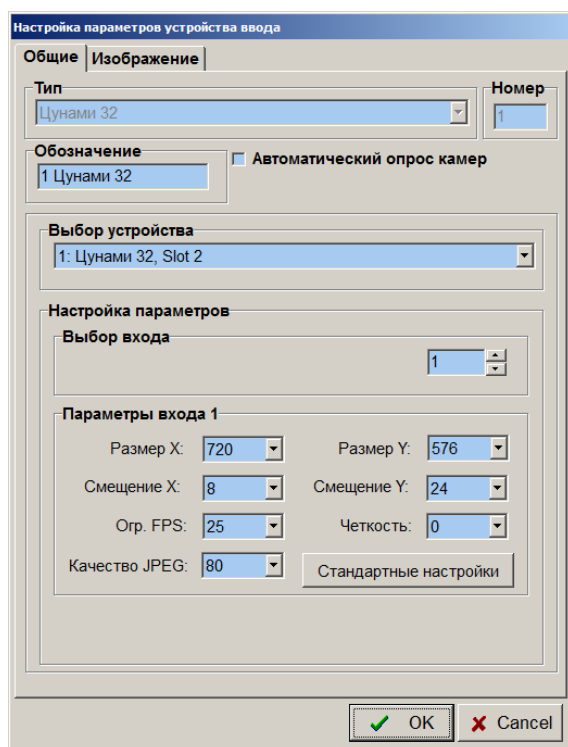 Настройка параметров устройства ввода
Общие Изображение
Тип Номер
Цунами 32 1
Обозначение
1 Цунами 32 Автоматический опрос камер
Выбор устройства
1: Цунами 32, Slot 2
Настройка параметров
Выбор входа
1
Параметры входа 1
Размер X: 720 Размер Y: 576
Смещение X: 8 Смещение Y: 24
Огр. FPS: 25 Четкость: 0
Качество JPEG: 80 Стандартные настройки
OK Cancel